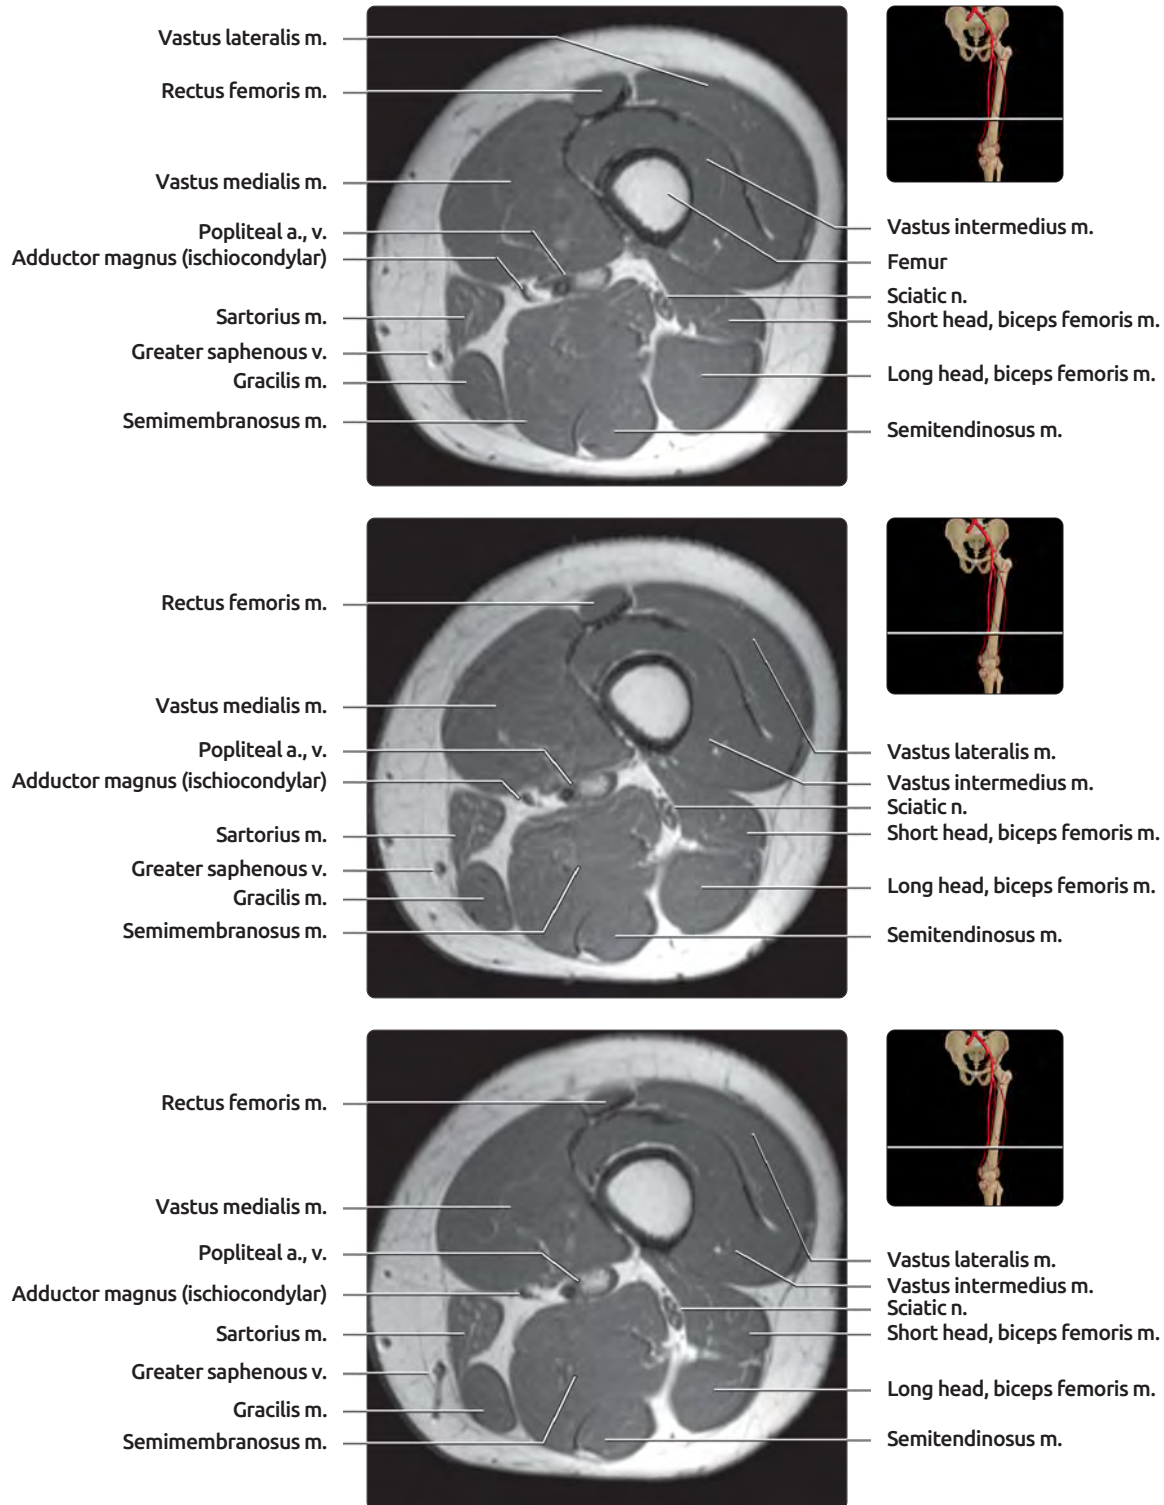 Vastus lateralis m.
Rectus femoris m.
Vastus medialis m.
Popliteal a., v.
Adductor magnus (ischiocondylar)
Sartorius m.
Greater saphenous v.
Gracilis m.
Semimembranosus m.
Vastus intermedius m.
Femur
Sciatic n.
Short head, biceps femoris m.
Long head, biceps femoris m.
Semitendinosus m.
Rectus femoris m.
Vastus medialis m.
Popliteal a., v.
Adductor magnus (ischiocondylar)
Sartorius m.
Greater saphenous v.
Gracilis m.
Semimembranosus m.
Vastus lateralis m.
Vastus intermedius m.
Sciatic n.
Short head, biceps femoris m.
Long head, biceps femoris m.
Semitendinosus m.
Rectus femoris m.
Vastus medialis m.
Popliteal a., v.
Adductor magnus (ischiocondylar)
Sartorius m.
Greater saphenous v.
Gracilis m.
Semimembranosus m.
Vastus lateralis m.
Vastus intermedius m.
Sciatic n.
Short head, biceps femoris m.
Long head, biceps femoris m.
Semitendinosus m.